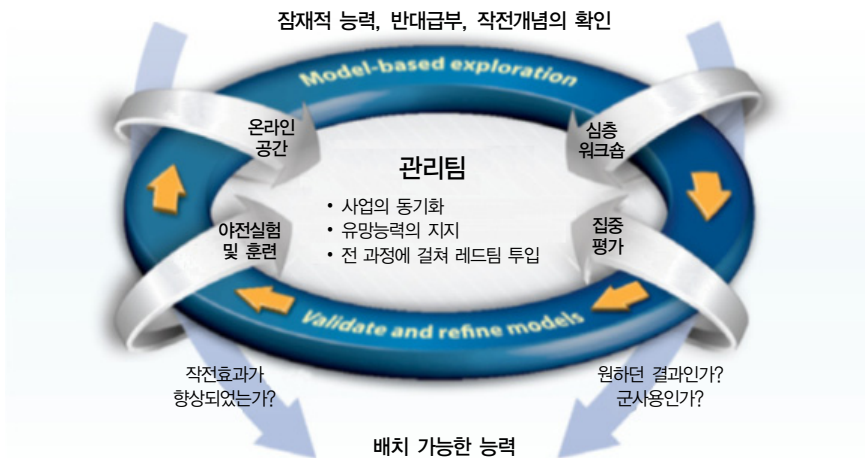 잠재적 능력, 반대급부, 작전개념의 확인
Model-based exploration
온라인
공간
심층
워크숍
관리팀
• 사업의 동기화
• 유망능력의 지지
• 전 과정에 걸쳐 레드팀 투입
야전실험
및 훈련
집중
평가
Validate and refine models
작전효과가
향상되었는가?
원하던 결과인가?
군사용인가?
배치 가능한 능력